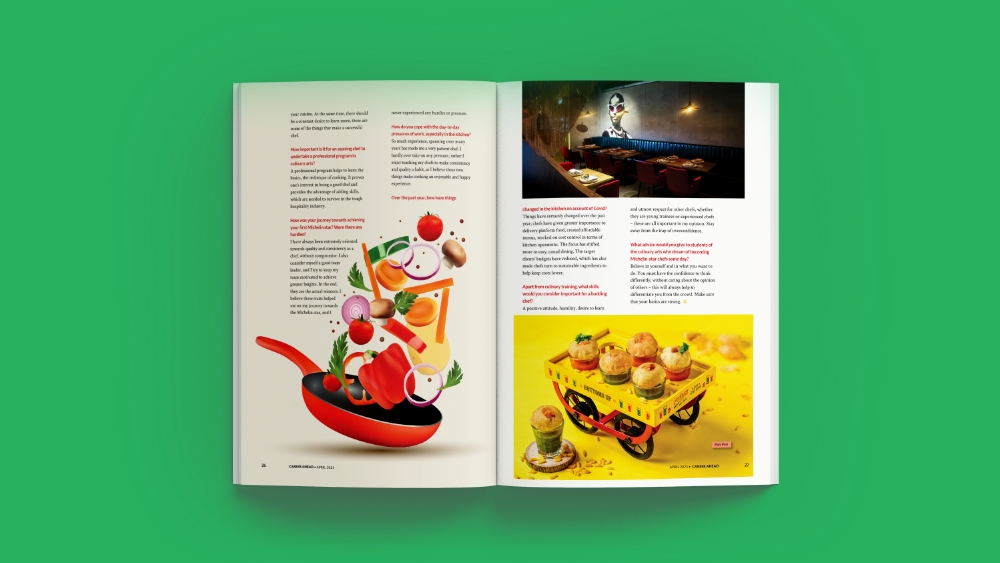 your cuisine. At the same time, there should
be a constant desire to learn more, these are
some of the things that make a successful
chef.
How important is it for an aspiring chef to
undertake a professional program in
culinary arts?
A professional program helps to learn the
basics, the technique of cooking. It proves
one's interest in being a good chef and
provides the advantage of adding skills,
which are needed to survive in the tough
hospitality industry.
How was your journey towards achieving
your first Michelin star? Were there any
hurdles?
I have always been extremely oriented
towards quality and consistency as a
chef, without compromise. I also
consider myself a good team
leader, and I try to keep my
team motivated to achieve
greater heights. In the end,
they are the actual winners. I
believe these traits helped
me on my journey towards
the Michelin star, and I
never experienced any hurdles or pressure.
How do you cope with the day-to-day
pressures of work, especially in the kitchen?
So much experience, spanning over many
years has made me a very patient chef. I
hardly ever take on any pressure, rather I
enjoy teaching my chefs to make consistency
and quality a habit, as I believe these two
things make cooking an enjoyable and happy
experience.
Over the past year, how have things
26
CAREER AHEAD • APRIL 2022
changed in the kitchen on account of Covid?
Things have certainly changed over the past
year; chefs have given greater importance to
delivery platform food, created affordable
menus, worked on cost control in terms of
kitchen operations. The focus has shifted
more to easy, casual dining. The target
clients' budgets have reduced, which has also
made chefs turn to sustainable ingredients to
help keep costs lower.
Apart from culinary training, what skills
would you consider important for a budding
chef?
A positive attitude, humility, desire to learn
and utmost respect for other chefs, whether
they are young trainees or experienced chefs
– these are all important in my opinion. Stay
away from the trap of overconfidence.
What advice would you give to students of
the culinary arts who dream of becoming
Michelin-star chefs some day?
Believe in yourself and in what you want to
do. You must have the confidence to think
differently, without caring about the opinion
of others – this will always help to
differentiate you from the crowd. Make sure
that your basics are strong.
BOTTOMS UP
APRIL 2022 • CAREER AHEAD
27